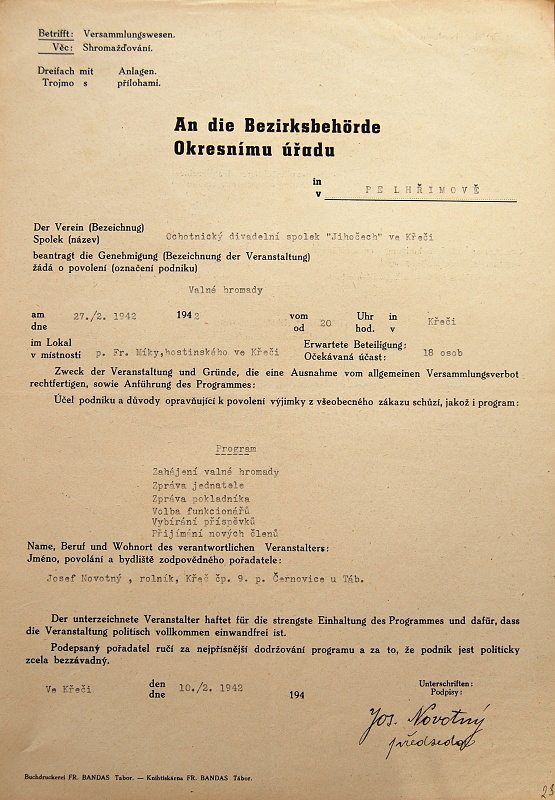 Betrifft: Versammlungswesen.
Věc: Shromažďování.
Dreifach mit Anlagen.
Trojmo s přílohami.
An die Bezirksbehörde
Okresnímu úřadu
in
v PELHŘIMOVĚ
Der Verein (Bezeichnug)
Spolek (název) Ochotnický divadelní spolek "Jihočech" ve Křeči
beantragt die Genehmigung (Bezeichnung der Veranstaltung)
žádá o povolení (označení podniku)
Valné hromady
am 27./2. 1942 1942 vom 20 Uhr in Křeči
dne od hod. v
im Lokal Erwartete Beteiligung:
v místnosti p. Fr. Míky,hostinského ve Křeči Očekávaná účast: 18 osob
Zweck der Veranstaltung und Gründe, die eine Ausnahme vom allgemeinen Versammlungsverbot
rechtfertigen, sowie Anführung des Programmes:
Účel podniku a důvody opravňující k povolení výjimky z všeobecného zákazu schůzí, jakož i program:
Program
Zahájení valné hromady
Zpráva jednatele
Zpráva pokladníka
Volba funkcionářů
Vybírání příspěvků
Přijímání nových členů
Name, Beruf und Wohnort des verantwortlichen Veranstalters:
Jméno, povolání a bydliště zodpovědného pořadatele:
Josef Novotný , rolník, Křeč čp. 9. p. Černovice u Táb.
Der unterzeichnete Veranstalter haftet für die strengste Einhaltung des Programmes und dafür, dass
die Veranstaltung politisch vollkommen einwandfrei ist.
Podepsaný pořadatel ručí za nejpřísnější dodržování programu a za to, že podnik jest politicky
zcela bezzávadný.
Ve Křeči den 10./2. 1942 194
dne
Unterschriften:
Podpisy:
Jos. Novotný
předseda
Buchdruckerei FR. BANDAS Tabor. — Knihtiskárna FR. BANDAS Tábor.